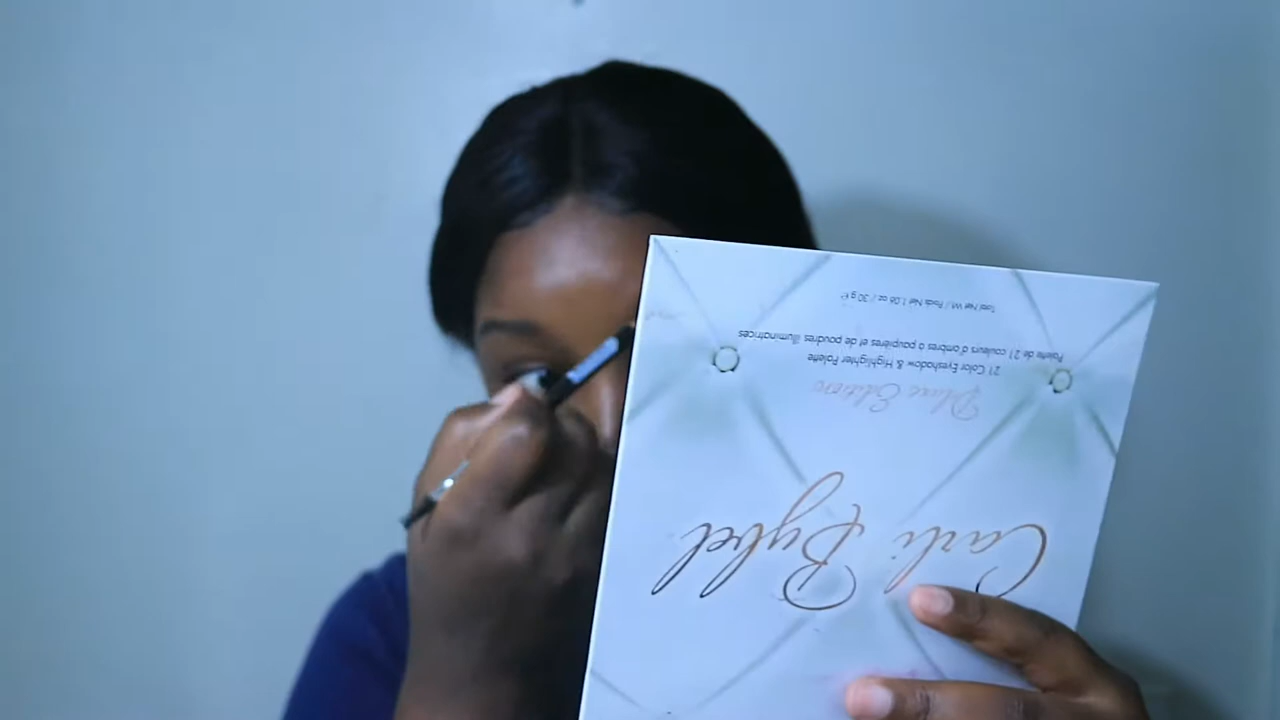 Carli Bybel
Deluxe Edition
21 Color Eyeshadow & Highlighter Palette
Palette de 21 couleurs d'ombres à paupières et de poudres illuminatrices
Total Net Wt / Poids Net 1.06 oz / 30 g ℮